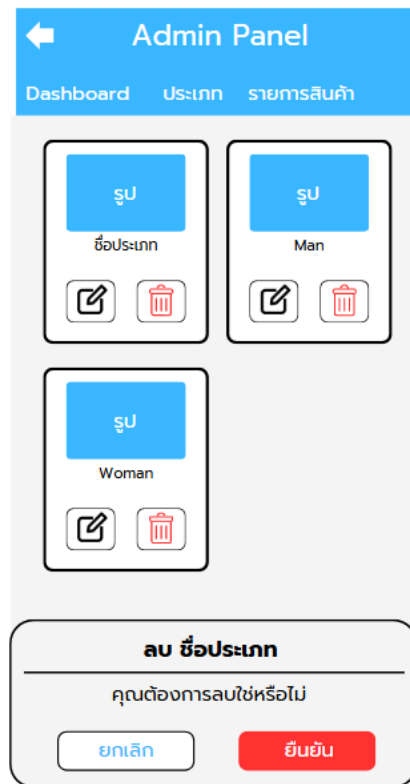 Admin Panel
Dashboard ประเภท รายการสินค้า
รูป
ชื่อประเภท
รูป
Man
รูป
Woman
ลบ ชื่อประเภท
คุณต้องการลบใช่หรือไม่
ยกเลิก ยืนยัน